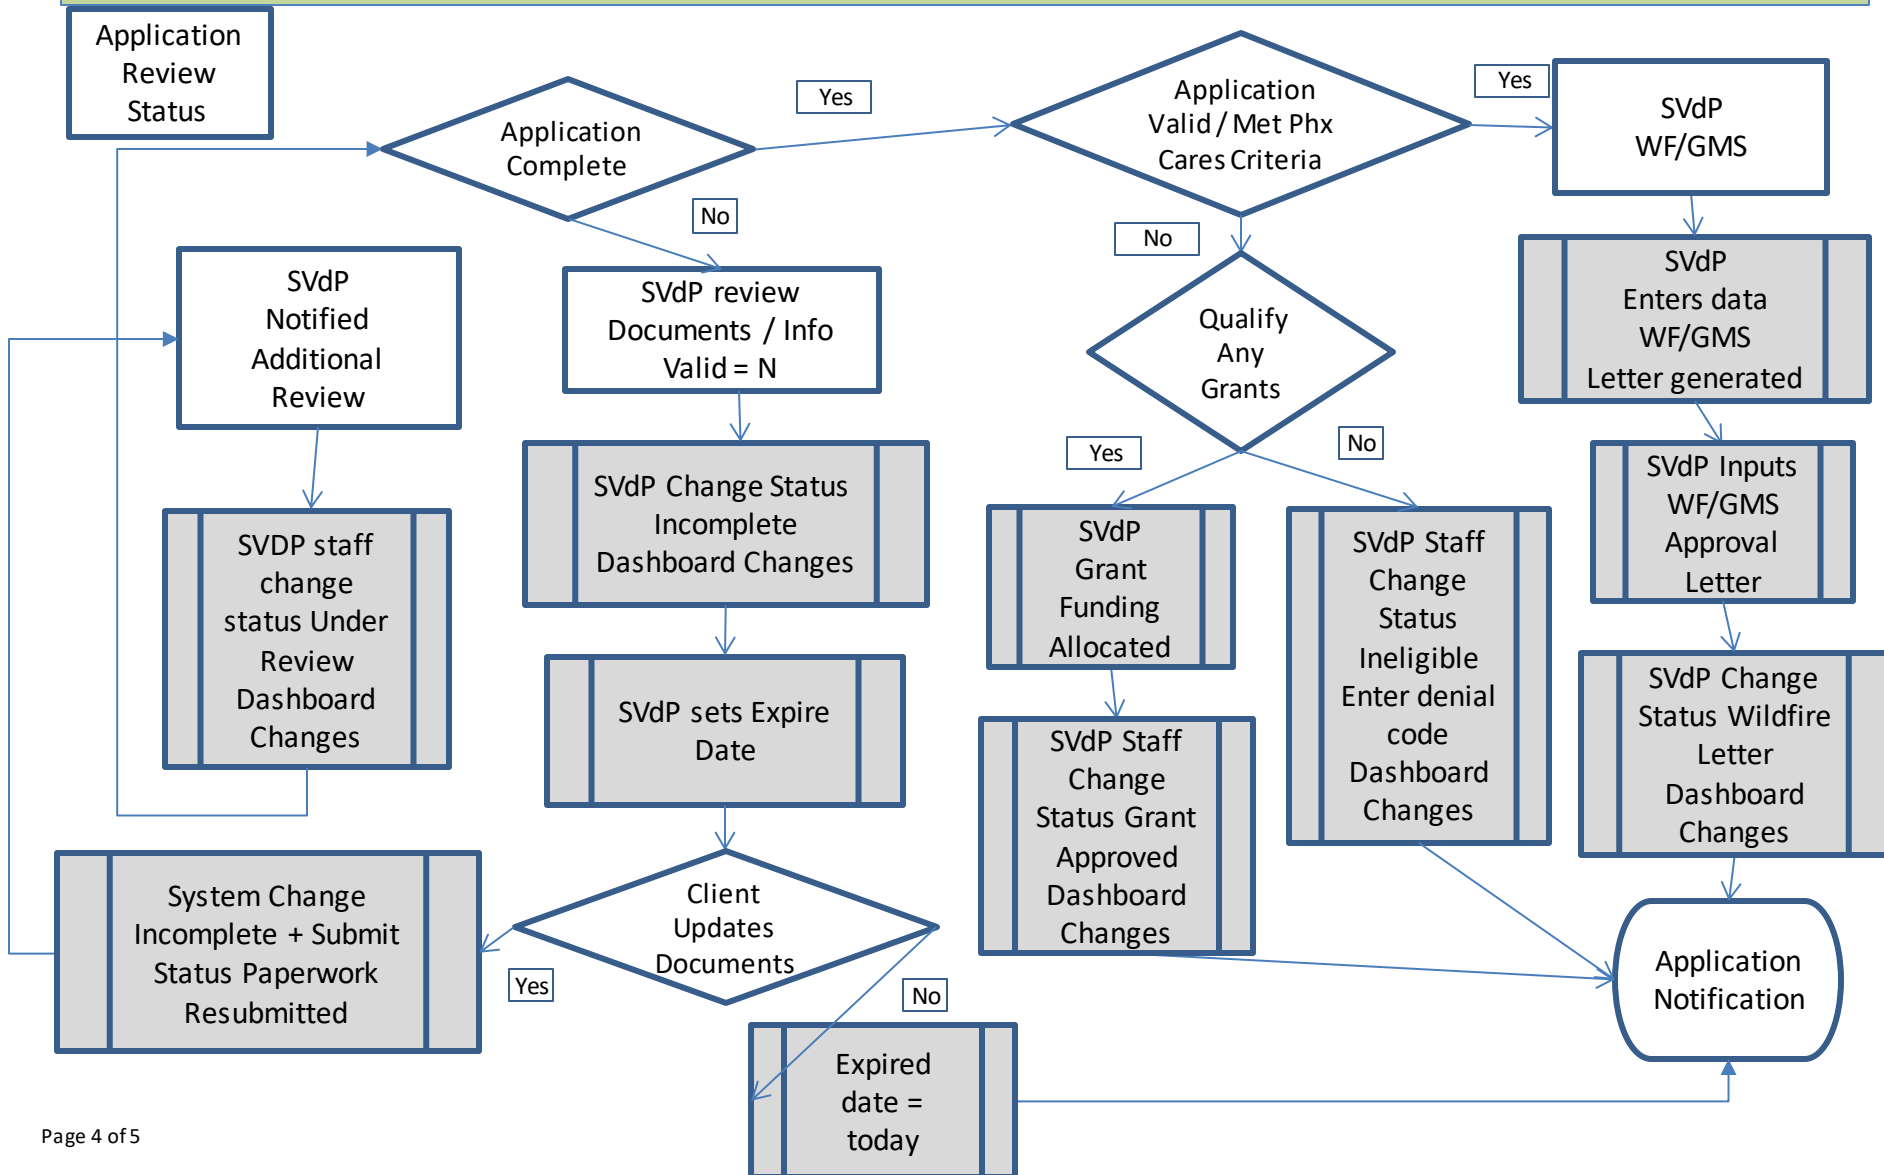 Application
Review
Status
Application
Complete
Yes
Application
Valid / Met Phx
Cares Criteria
Yes
SVdP
WF/GMS
No
No
SVdP
Notified
Additional
Review
SVdP review
Documents / Info
Valid = N
Qualify
Any
Grants
SVdP
Enters data
WF/GMS
Letter generated
Yes
No
SVdP Change Status
Incomplete
Dashboard Changes
SVdP Inputs
WF/GMS
Approval
Letter
SVDP staff
change
status Under
Review
Dashboard
Changes
SVdP
Grant
Funding
Allocated
SVdP Staff
Change
Status
Ineligible
Enter denial
code
Dashboard
Changes
SVdP sets Expire
Date
SVdP Change
Status Wildfire
Letter
Dashboard
Changes
SVdP Staff
Change
Status Grant
Approved
Dashboard
Changes
System Change
Incomplete + Submit
Status Paperwork
Resubmitted
Yes
Client
Updates
Documents
No
Application
Notification
Expired
date =
today
Page 4 of 5